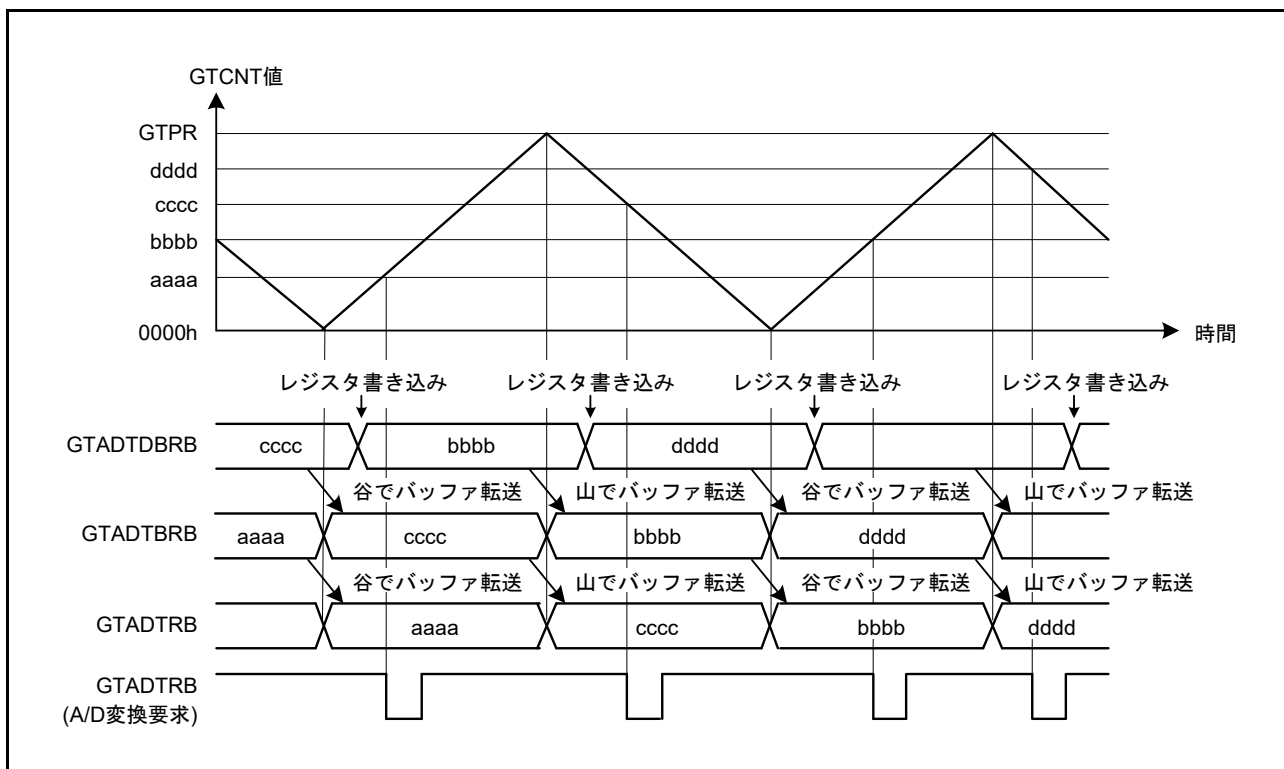 GTCNT値
GTPR
dddd
cccc
bbbb
aaaa
0000h
時間
レジスタ書き込み レジスタ書き込み レジスタ書き込み レジスタ書き込み
GTADTDBRB cccc bbbb dddd
谷でバッファ転送 山でバッファ転送 谷でバッファ転送 山でバッファ転送
GTADTBRB aaaa cccc bbbb dddd
谷でバッファ転送 山でバッファ転送 谷でバッファ転送 山でバッファ転送
GTADTRB aaaa cccc bbbb dddd
GTADTRB
(A/D変換要求)